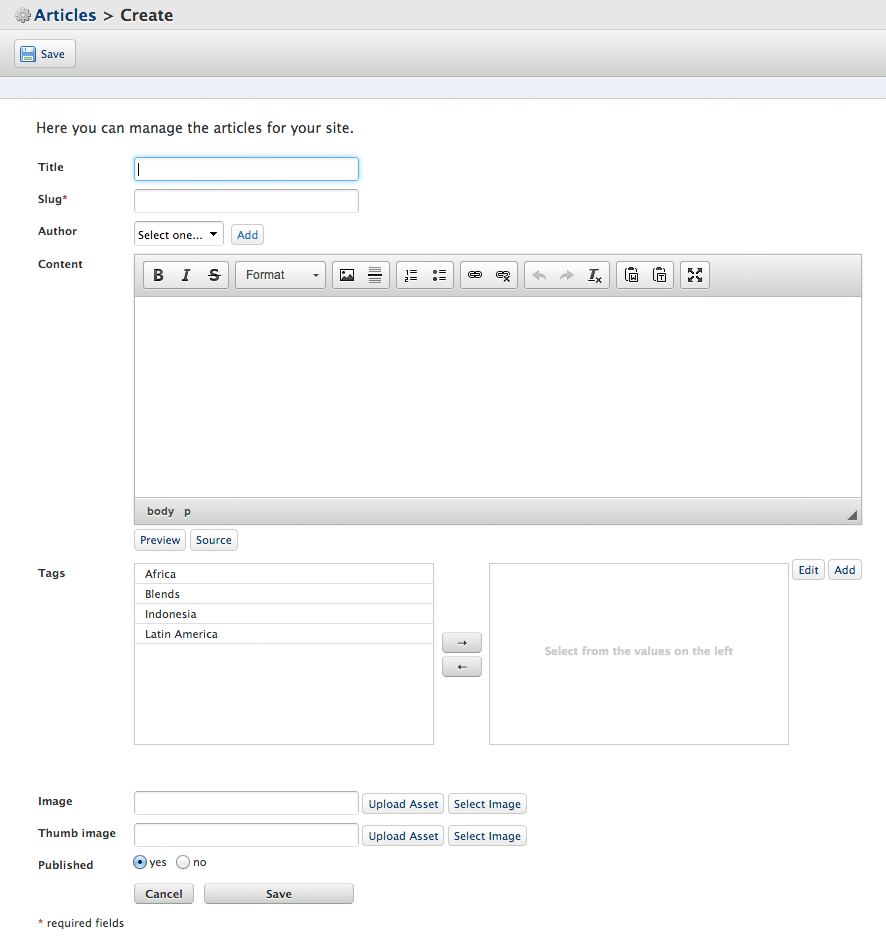 Articles > Create
Save
Here you can manage the articles for your site.
Title
Slug*
Author Select one... Add
Content
B I S Format
body p
Preview Source
Tags
Africa
Blends
Indonesia
Latin America
→
←
Select from the values on the left
Edit Add
Image Upload Asset Select Image
Thumb image Upload Asset Select Image
Published yes no
Cancel Save
* required fields